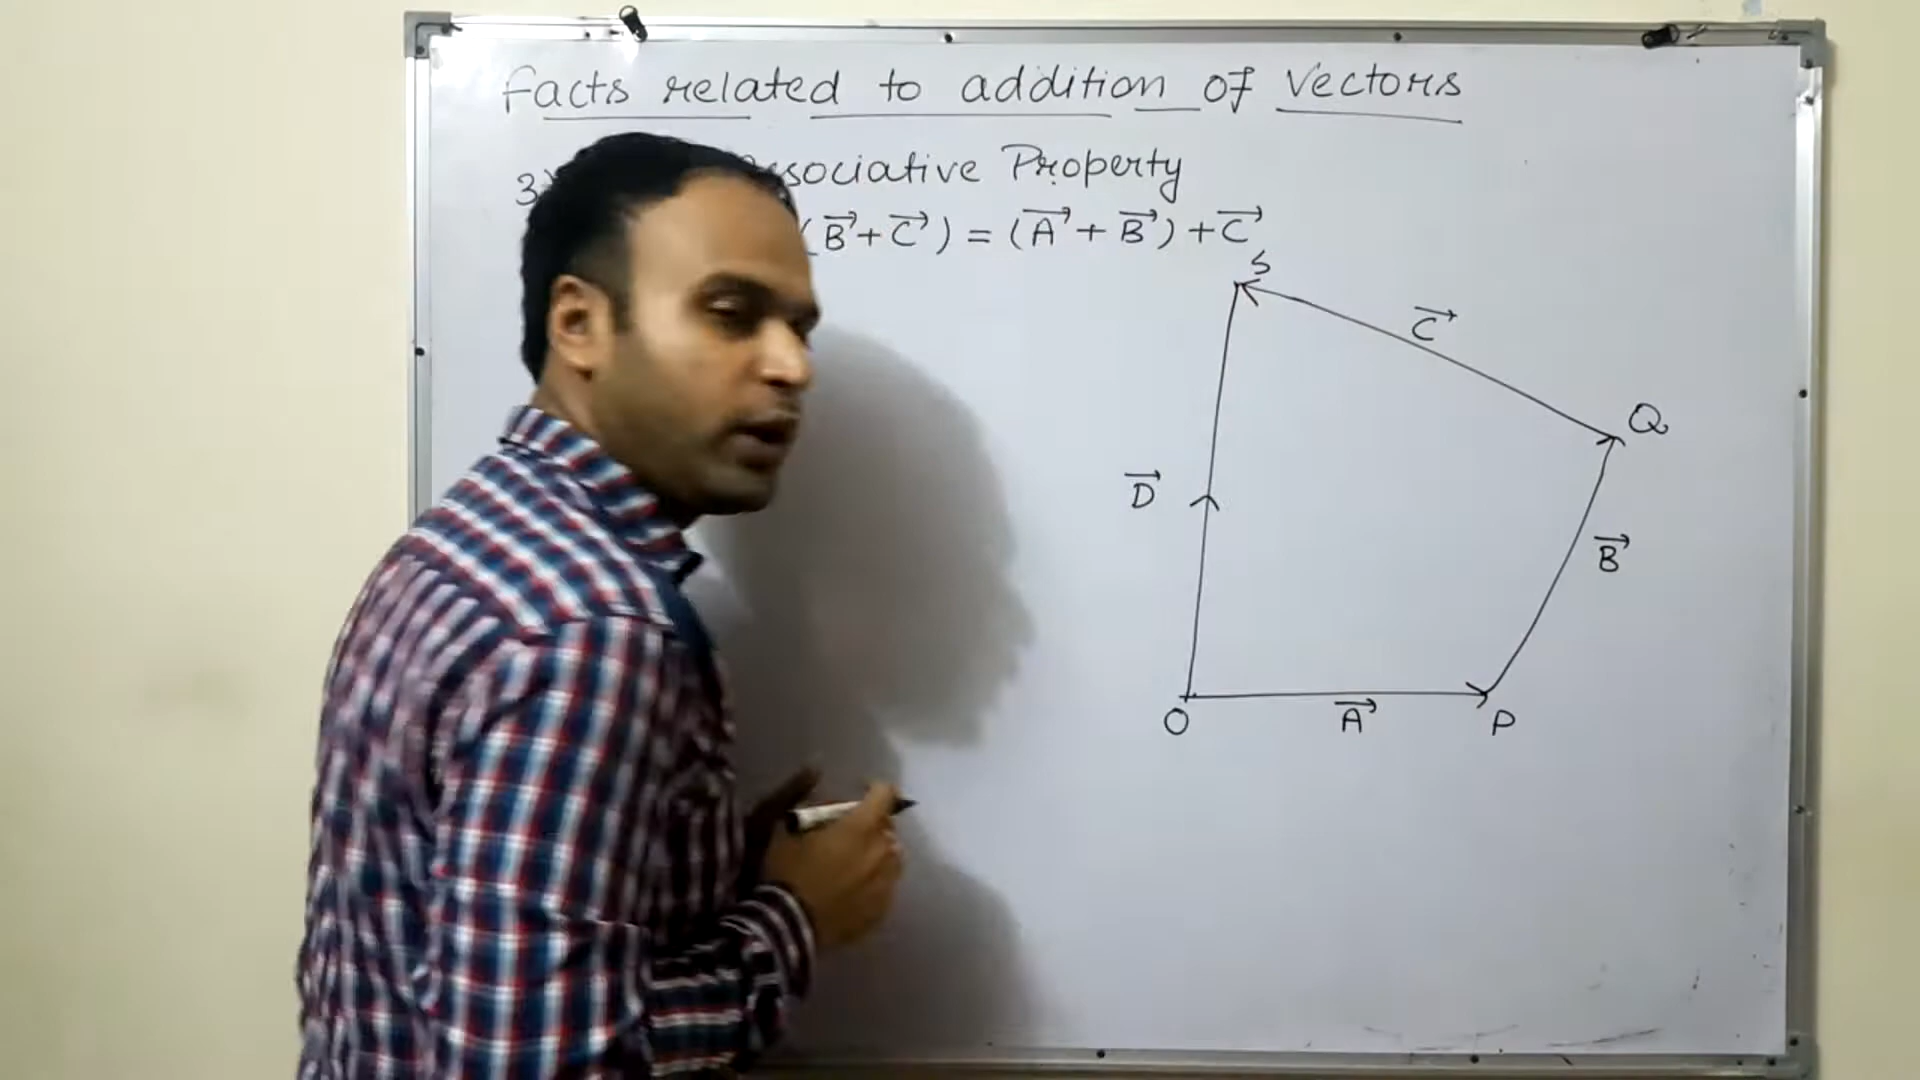 Facts related to addition of Vectors
3) Associative Property
(B⃗+C⃗) = (A⃗+B⃗)+C⃗
S
C⃗
Q
D⃗
B⃗
O
A⃗
P